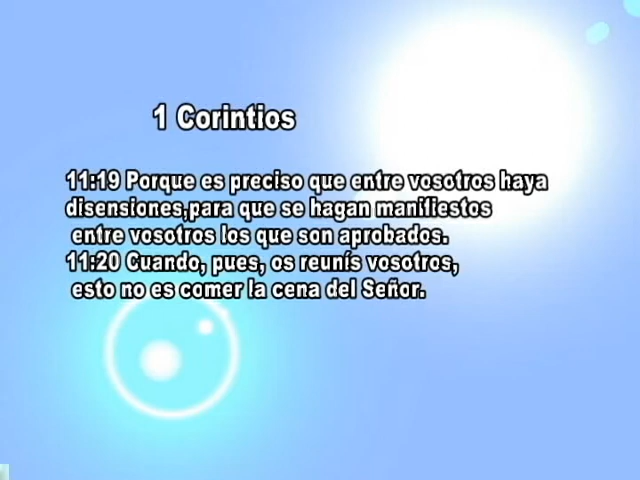 1 Corintios
11:19 Porque es preciso que entre vosotros haya
disensiones,para que se hagan manifiestos
entre vosotros los que son aprobados.
11:20 Cuando, pues, os reunís vosotros,
esto no es comer la cena del Señor.